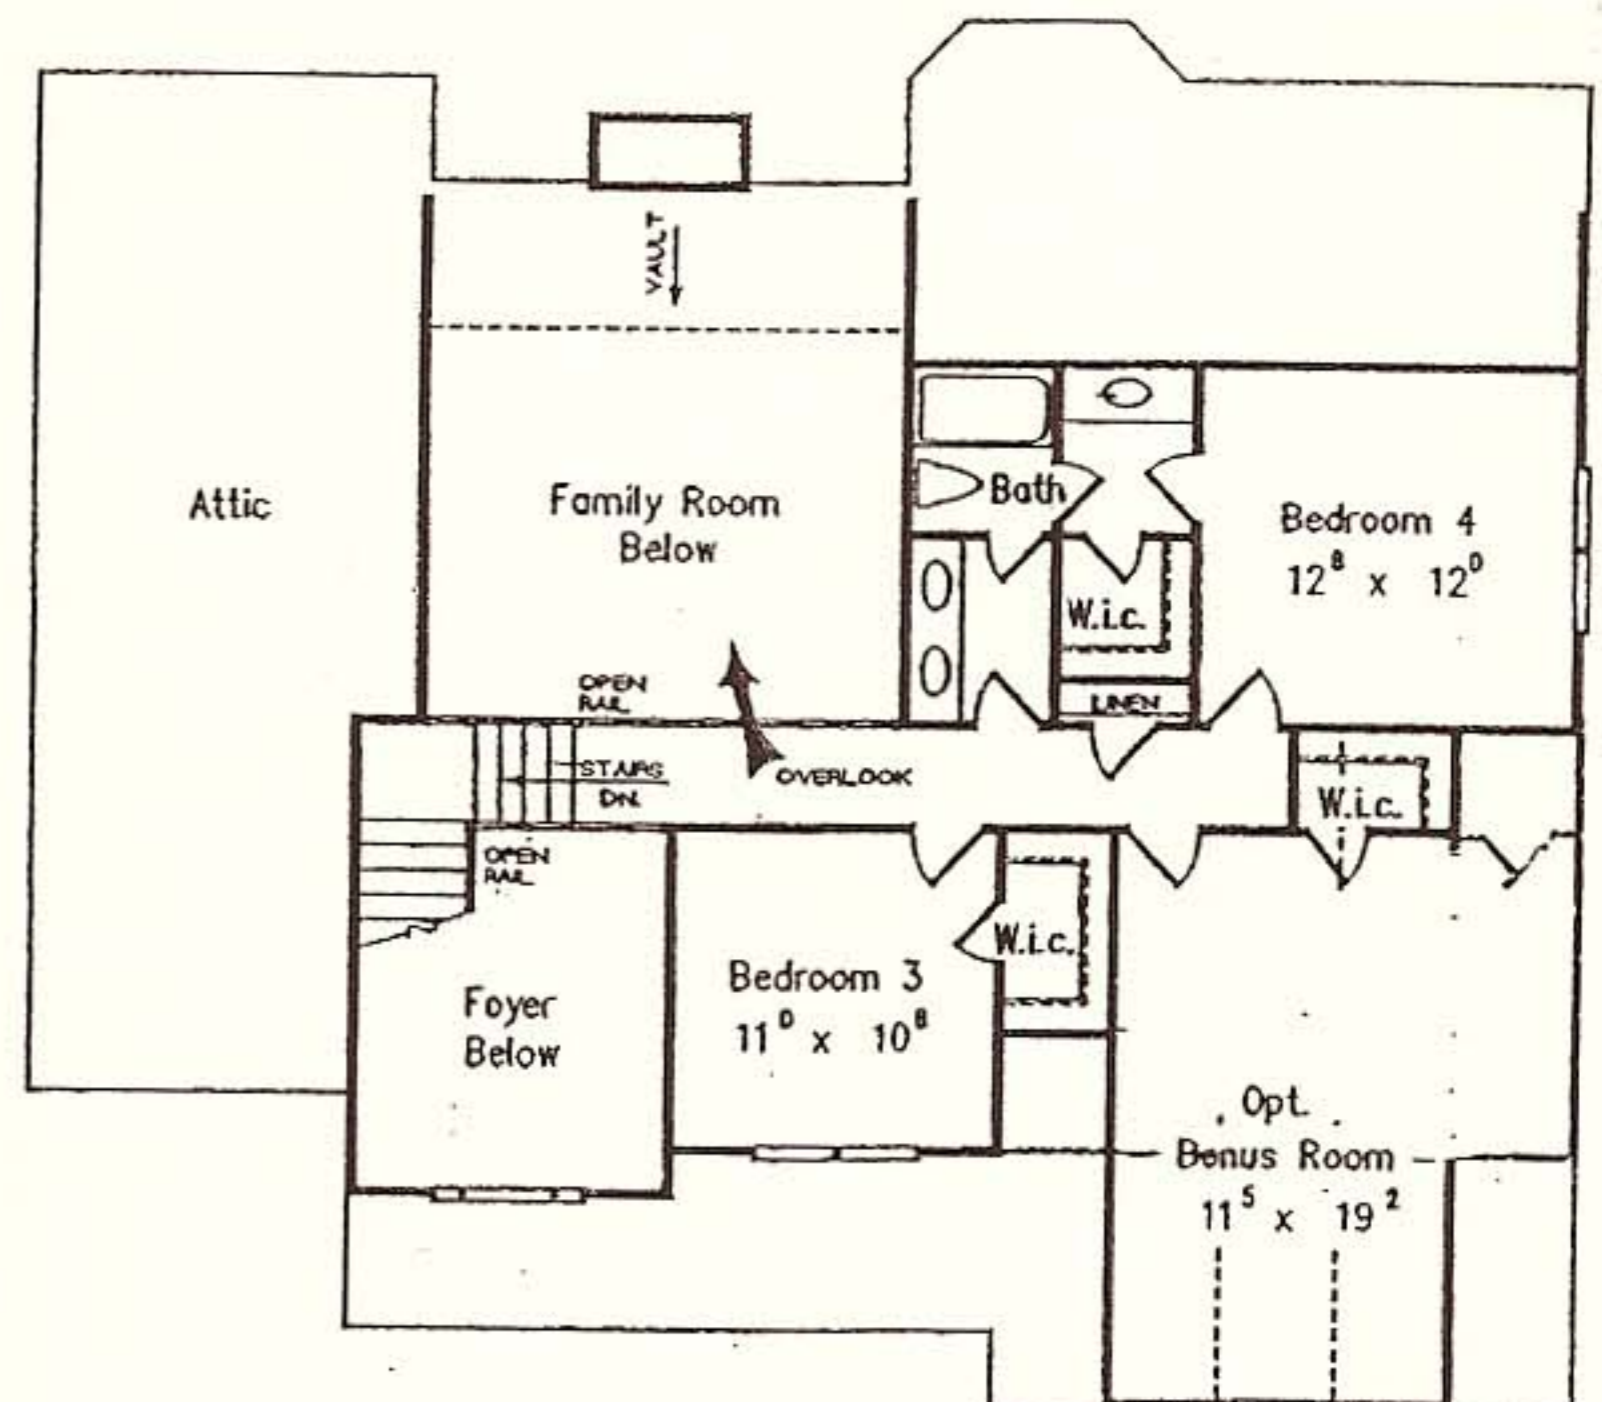 VAULT
Attic
Family Room
Below
Bath
Bedroom 4
12⁸ x 12⁰
W.i.c.
LINEN
OPEN
RAIL
STAIRS
DN.
OVERLOOK
W.i.c.
OPEN
RAIL
W.i.c.
Bedroom 3
11⁰ x 10⁸
Foyer
Below
Opt.
Bonus Room
11⁵ x 19²